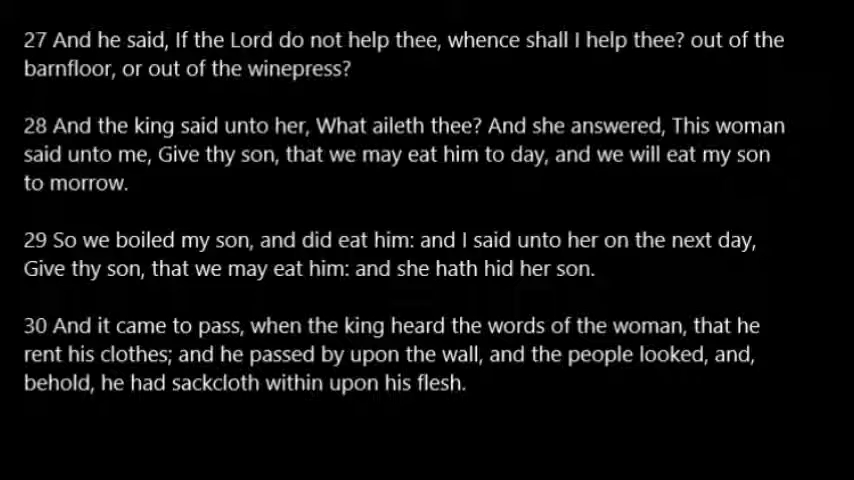 27 And he said, If the Lord do not help thee, whence shall I help thee? out of the
barnfloor, or out of the winepress?
28 And the king said unto her, What aileth thee? And she answered, This woman
said unto me, Give thy son, that we may eat him to day, and we will eat my son
to morrow.
29 So we boiled my son, and did eat him: and I said unto her on the next day,
Give thy son, that we may eat him: and she hath hid her son.
30 And it came to pass, when the king heard the words of the woman, that he
rent his clothes; and he passed by upon the wall, and the people looked, and,
behold, he had sackcloth within upon his flesh.